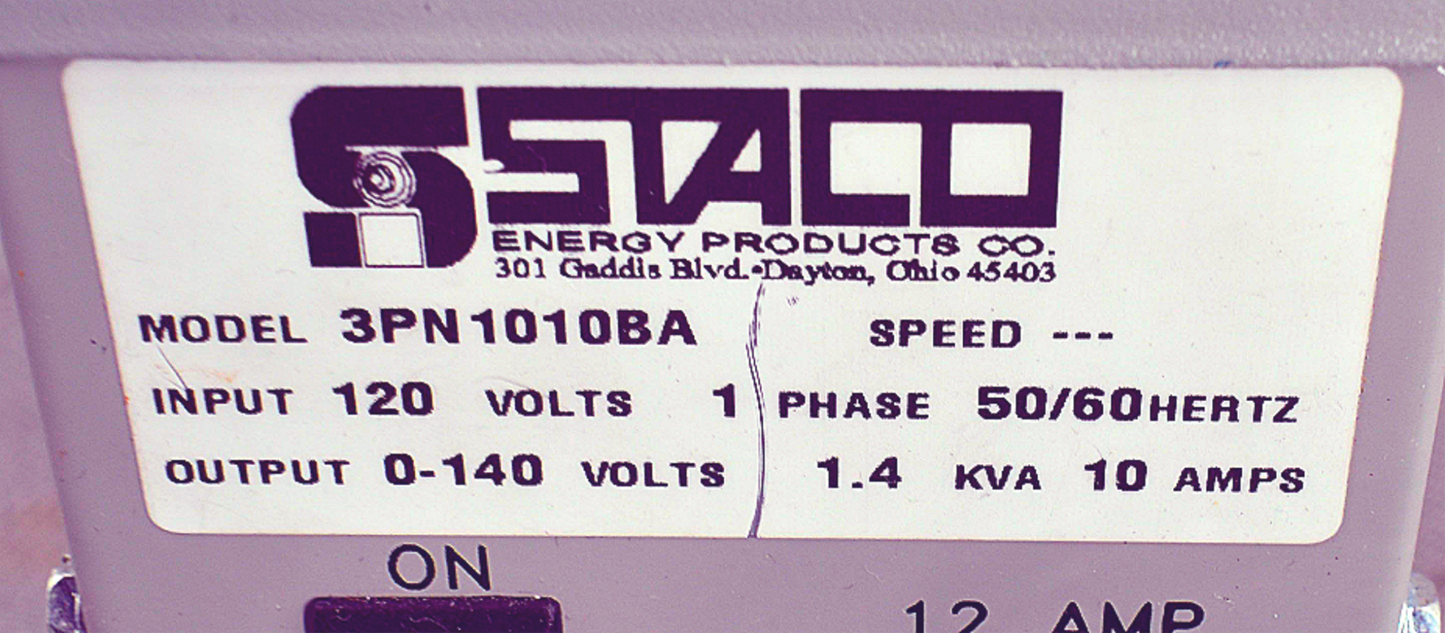 STACO
ENERGY PRODUCTS CO.
301 Gaddis Blvd.•Dayton, Ohio 45403
MODEL 3PN1010BA SPEED ---
INPUT 120 VOLTS 1 PHASE 50/60HERTZ
OUTPUT 0-140 VOLTS 1.4 KVA 10 AMPS
ON
12 AMP